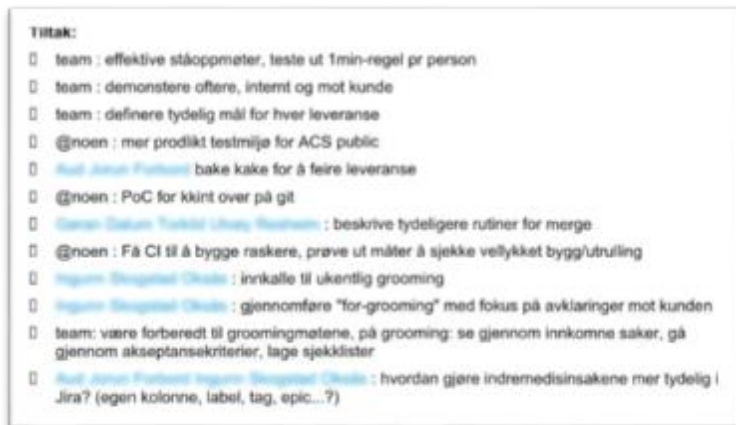 Tiltak:
team : effektive ståoppmøter, teste ut 1min-regel pr person
team : demonstere oftere, internt og mot kunde
team : definere tydelig mål for hver leveranse
@noen : mer prodlikt testmiljø for ACS public
bake kake for å feire leveranse
@noen : PoC for kkint over på git
: beskrive tydeligere rutiner for merge
@noen : Få CI til å bygge raskere, prøve ut måter å sjekke vellykket bygg/utrulling
: innkalle til ukentlig grooming
: gjennomføre "for-grooming" med fokus på avklaringer mot kunden
team: være forberedt til groomingmøtene, på grooming: se gjennom innkomne saker, gå
gjennom akseptansekriterier, lage sjekklister
: hvordan gjøre indremedisinsakene mer tydelig i
Jira? (egen kolonne, label, tag, epic...?)